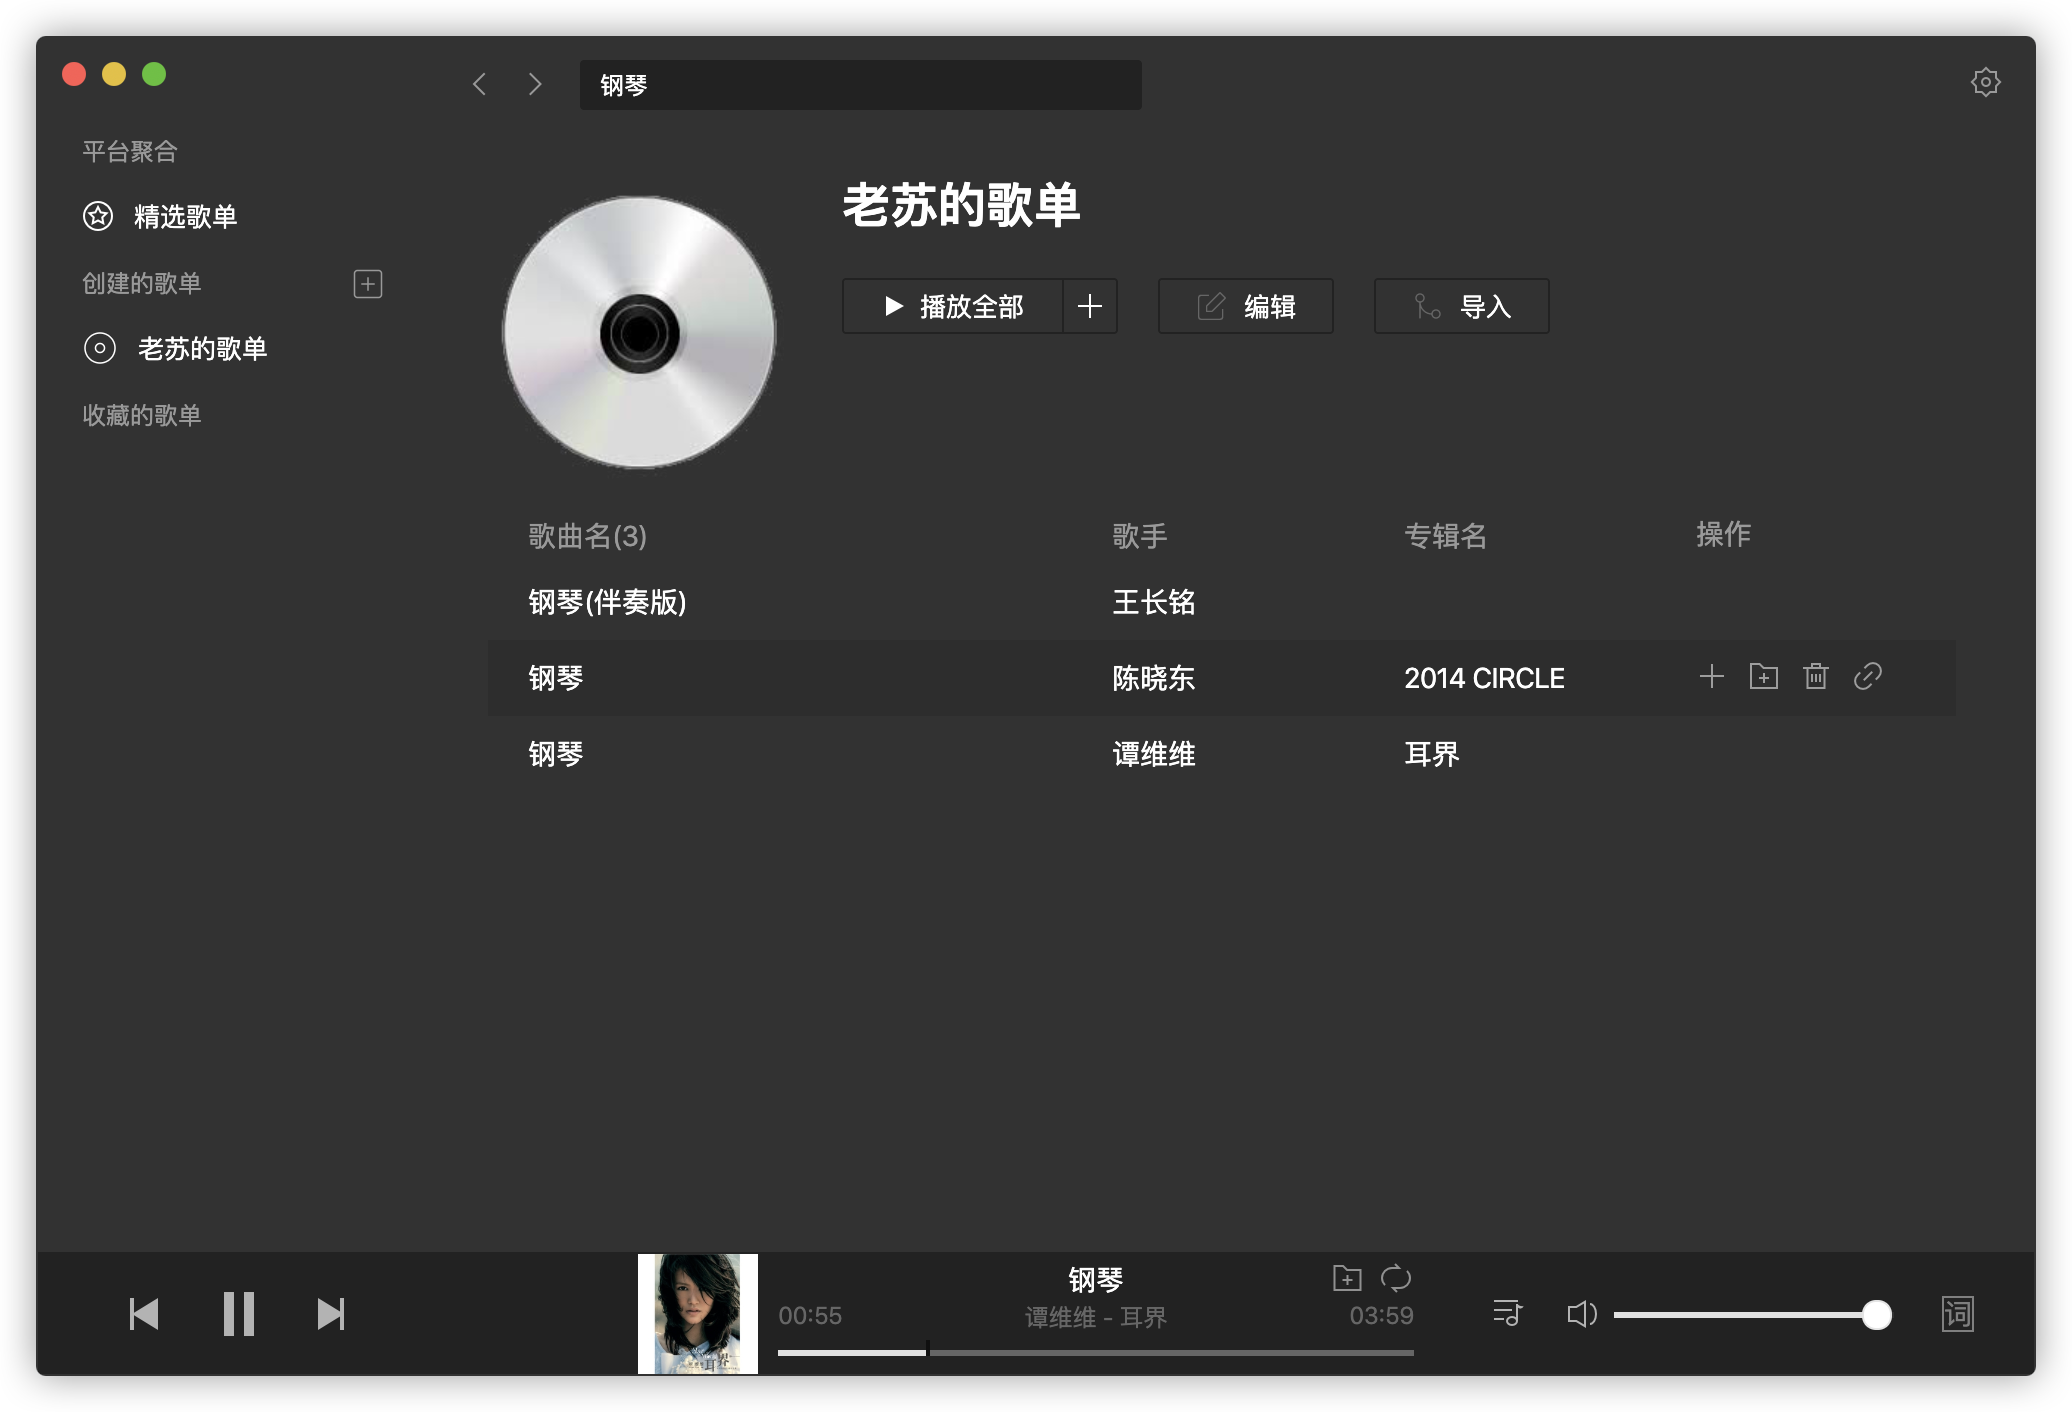 钢琴
平台聚合
精选歌单
创建的歌单
老苏的歌单
收藏的歌单
老苏的歌单
播放全部
编辑
导入
歌曲名(3) 歌手 专辑名 操作
钢琴(伴奏版) 王长铭
钢琴 陈晓东 2014 CIRCLE
钢琴 谭维维 耳界
耳界
钢琴
00:55 谭维维 - 耳界 03:59
词